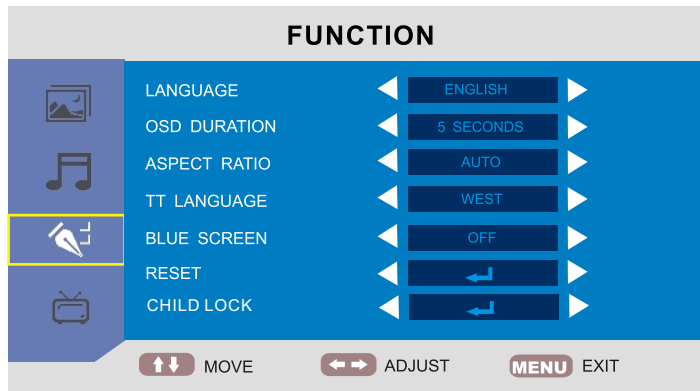 FUNCTION
LANGUAGE ENGLISH
OSD DURATION 5 SECONDS
ASPECT RATIO AUTO
TT LANGUAGE WEST
BLUE SCREEN OFF
RESET
CHILD LOCK
MOVE ADJUST MENU EXIT